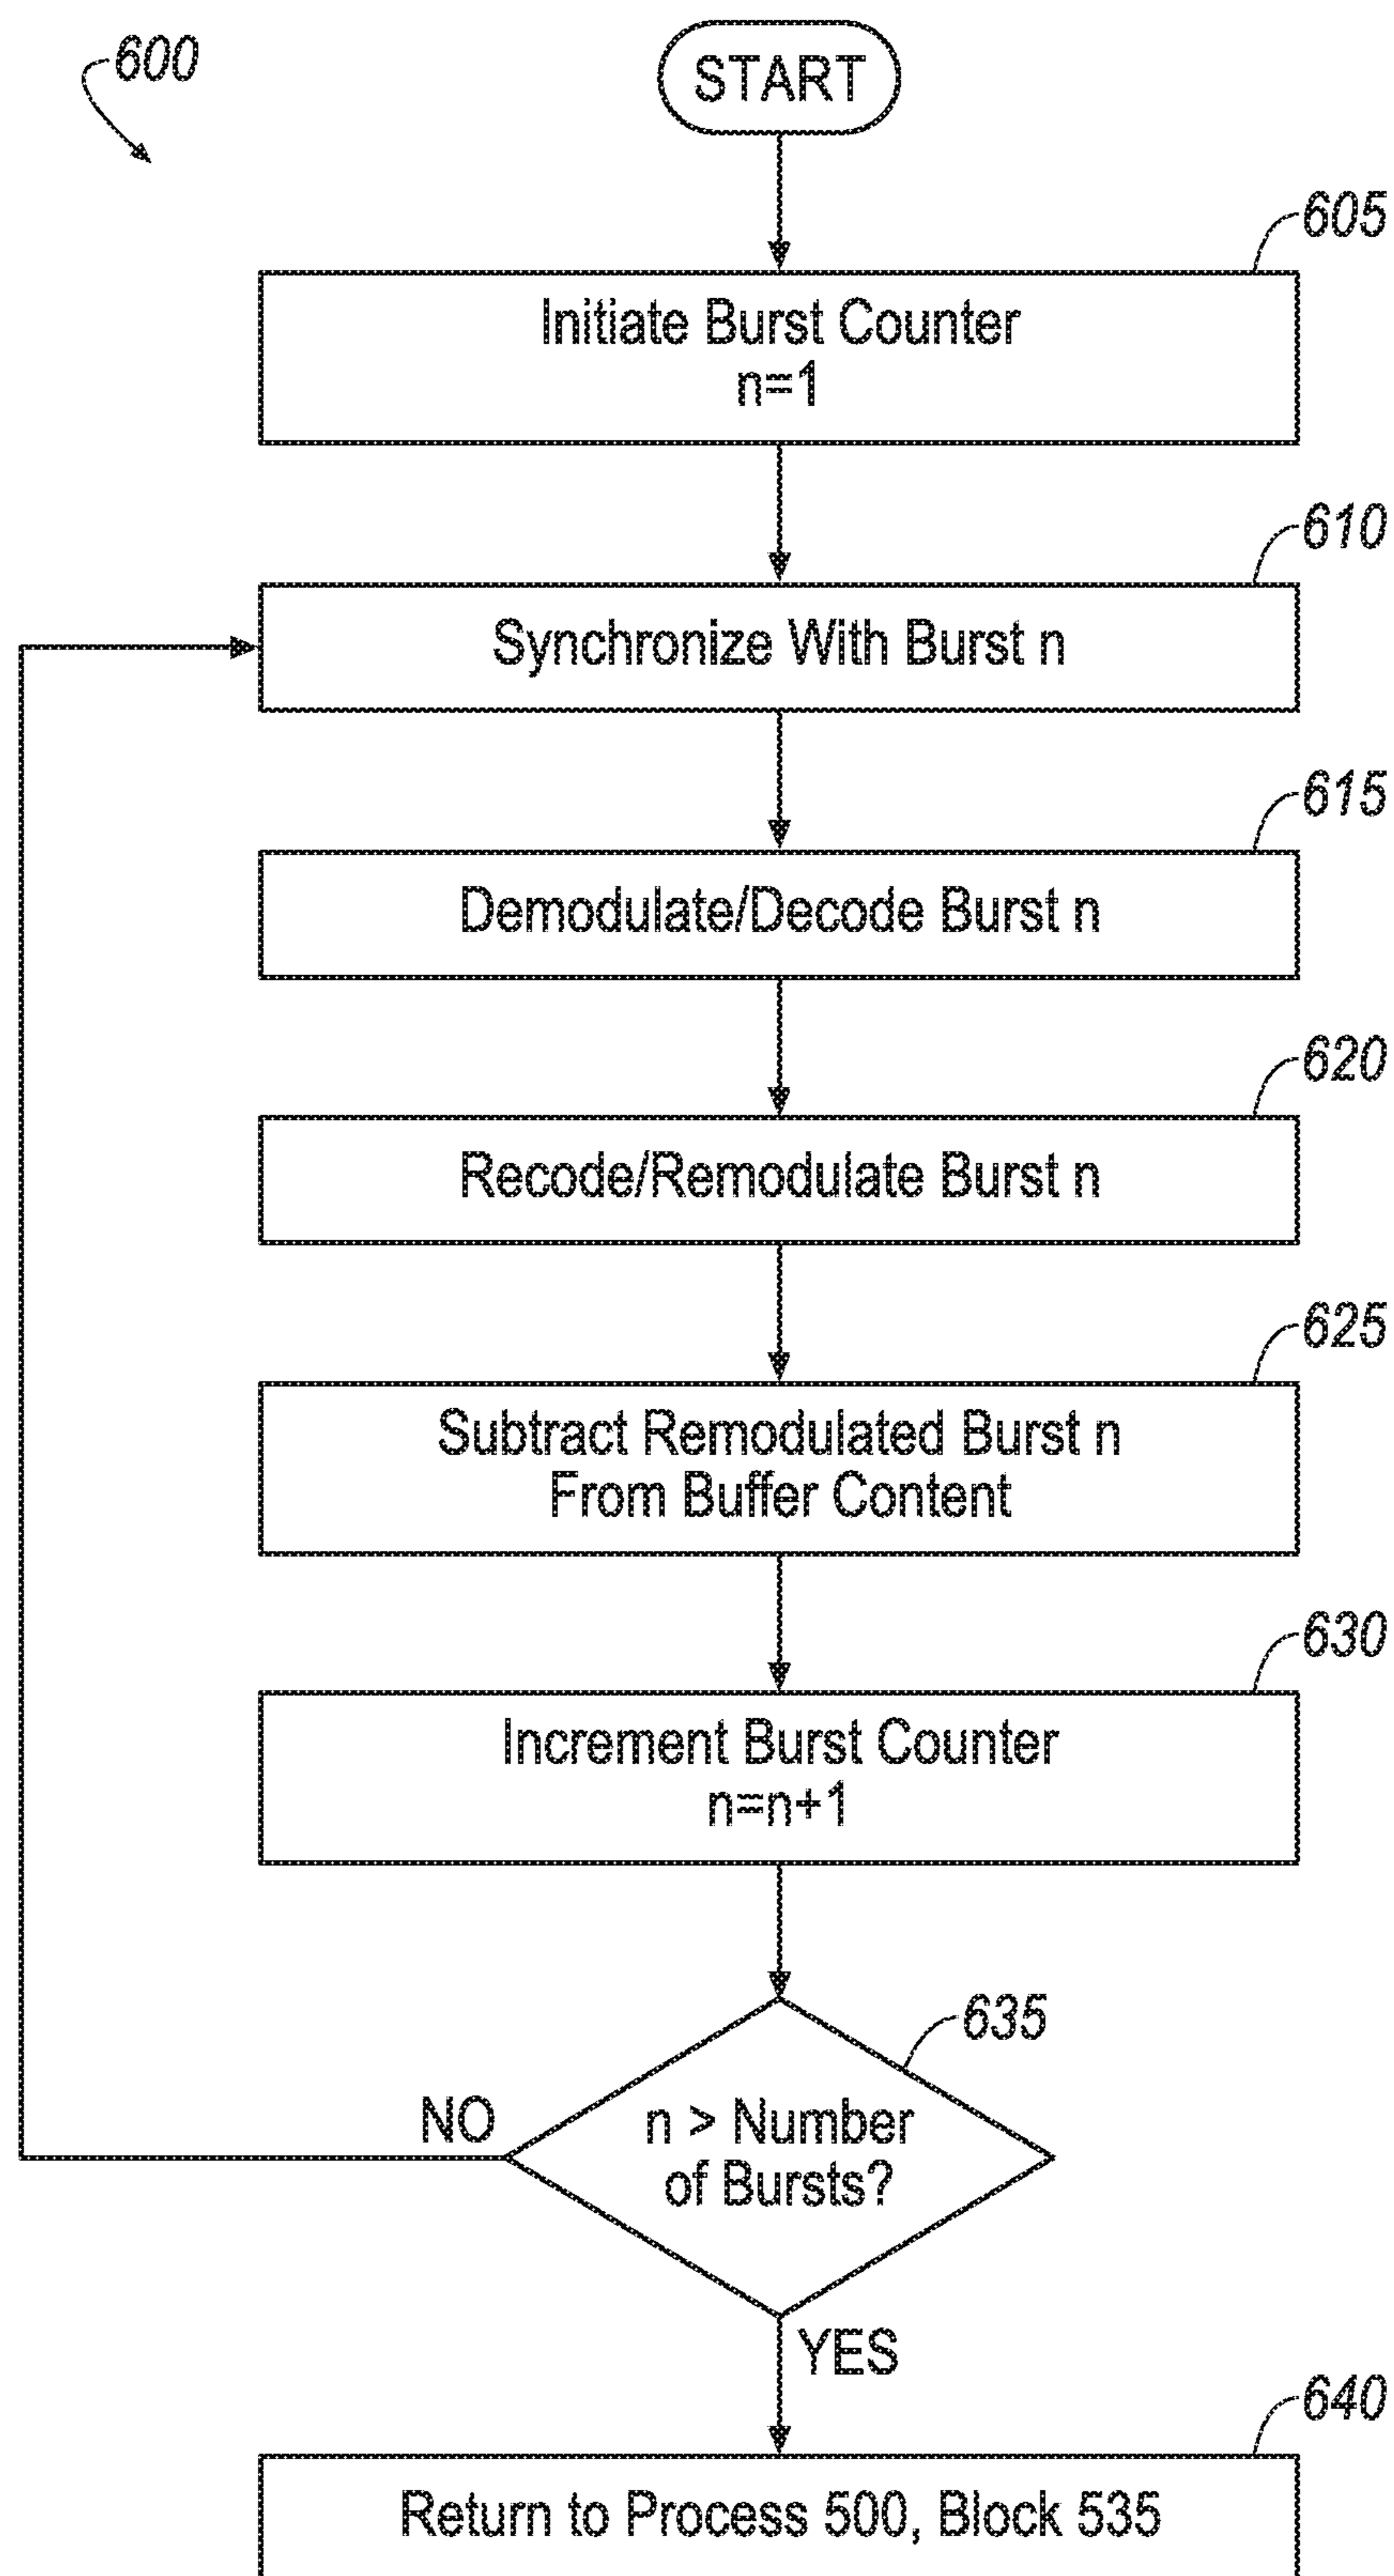 600
START
605
Initiate Burst Counter
n=1
610
Synchronize With Burst n
615
Demodulate/Decode Burst n
620
Recode/Remodulate Burst n
625
Subtract Remodulated Burst n
From Buffer Content
630
Increment Burst Counter
n=n+1
635
NO
n > Number
of Bursts?
YES
640
Return to Process 500, Block 535